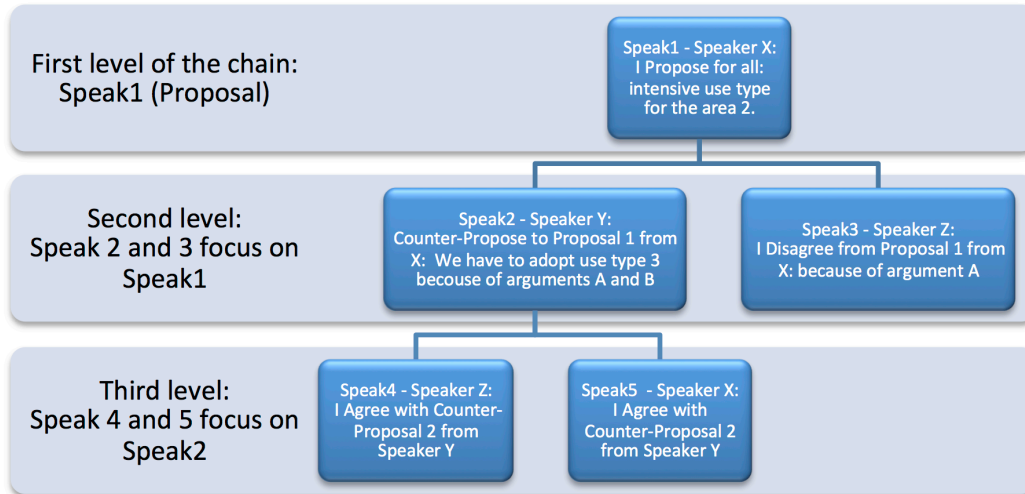 First level of the chain:
Speak1 (Proposal)
Speak1 - Speaker X:
I Propose for all:
intensive use type
for the area 2.
Second level:
Speak 2 and 3 focus on
Speak1
Speak2 - Speaker Y:
Counter-Propose to Proposal 1 from
X:  We have to adopt use type 3
becouse of arguments A and B
Speak3 - Speaker Z:
I Disagree from Proposal 1 from
X: because of argument A
Third level:
Speak 4 and 5 focus on
Speak2
Speak4 - Speaker Z:
I Agree with Counter-
Proposal 2 from
Speaker Y
Speak5  - Speaker X:
I Agree with
Counter-Proposal 2
from Speaker Y